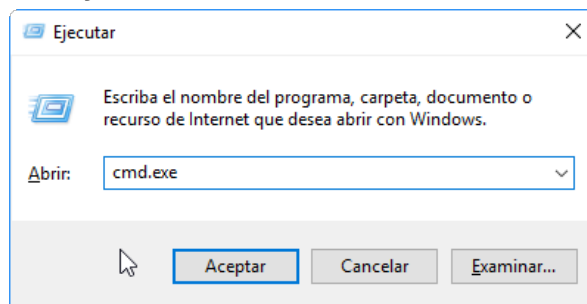 Ejecutar
Escriba el nombre del programa, carpeta, documento o
recurso de Internet que desea abrir con Windows.
Abrir: cmd.exe
Aceptar Cancelar Examinar...